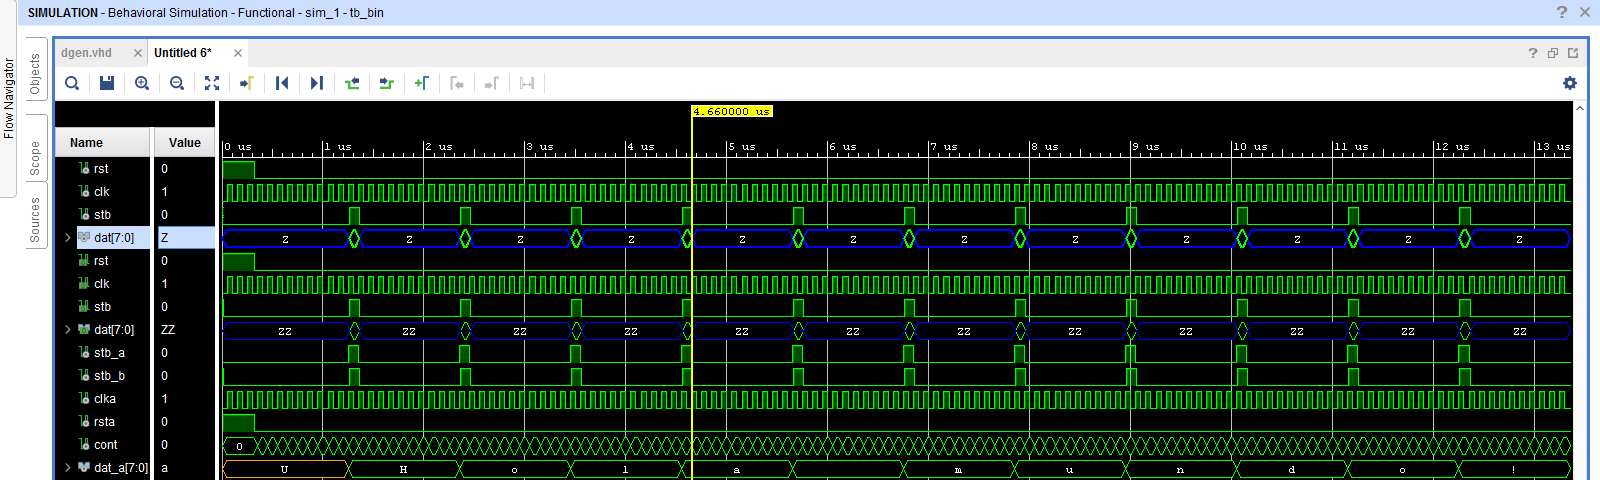 SIMULATION - Behavioral Simulation - Functional - sim_1 - tb_bin
Flow Navigator
Objects
Scope
Sources
dgen.vhd
Untitled 6*
4.660000 us
Name Value
0 us 1 us 2 us 3 us 4 us 5 us 6 us 7 us 8 us 9 us 10 us 11 us 12 us 13 us
rst 0
clk 1
stb 0
dat[7:0] Z Z Z Z Z Z Z Z Z Z Z Z Z
rst 0
clk 1
stb 0
dat[7:0] ZZ ZZ ZZ ZZ ZZ ZZ ZZ ZZ ZZ ZZ ZZ ZZ ZZ
stb_a 0
stb_b 0
clka 1
rsta 0
cont 0 0
dat_a[7:0] a U H o l a m u n d o !